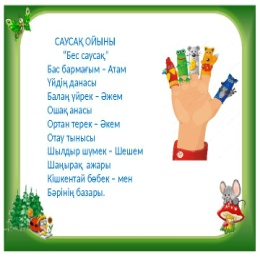 САУСАҚ ОЙЫНЫ
"Бес саусақ"
Бас бармағым – Атам
Үйдің данасы
Балаң үйрек – Әжем
Ошақ анасы
Ортан терек – Әкем
Отау тынысы
Шылдыр шумек – Шешем
Шаңырақ ажары
Кішкентай бөбек – мен
Бәрінің базары.